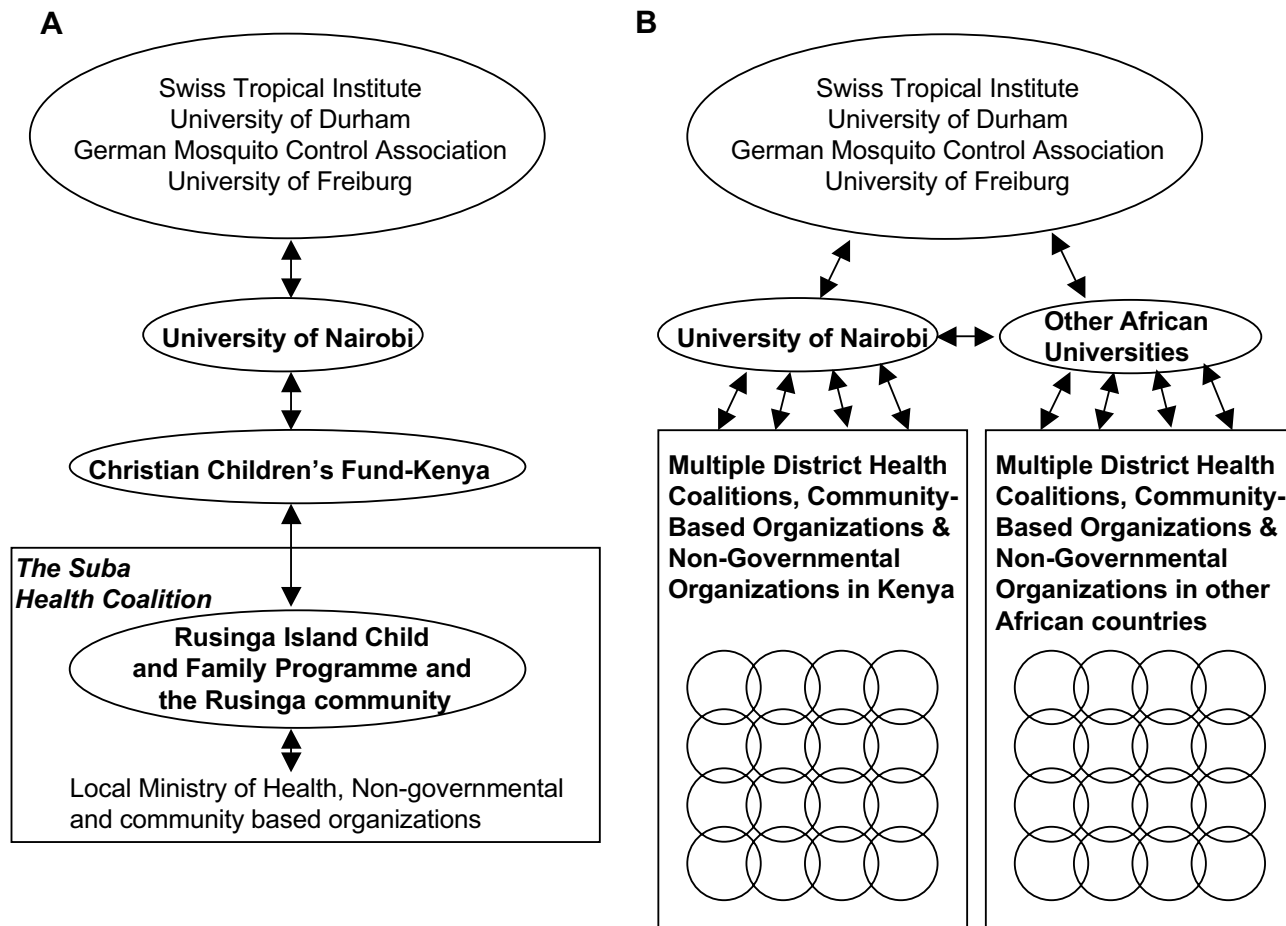 A
Swiss Tropical Institute
University of Durham
German Mosquito Control Association
University of Freiburg
University of Nairobi
Christian Children’s Fund-Kenya
The Suba
Health Coalition
Rusinga Island Child
and Family Programme and
the Rusinga community
Local Ministry of Health, Non-governmental
and community based organizations
B
Swiss Tropical Institute
University of Durham
German Mosquito Control Association
University of Freiburg
University of Nairobi
Other African
Universities
Multiple District Health
Coalitions, Community-
Based Organizations &
Non-Governmental
Organizations in Kenya
Multiple District Health
Coalitions, Community-
Based Organizations &
Non-Governmental
Organizations in other
African countries